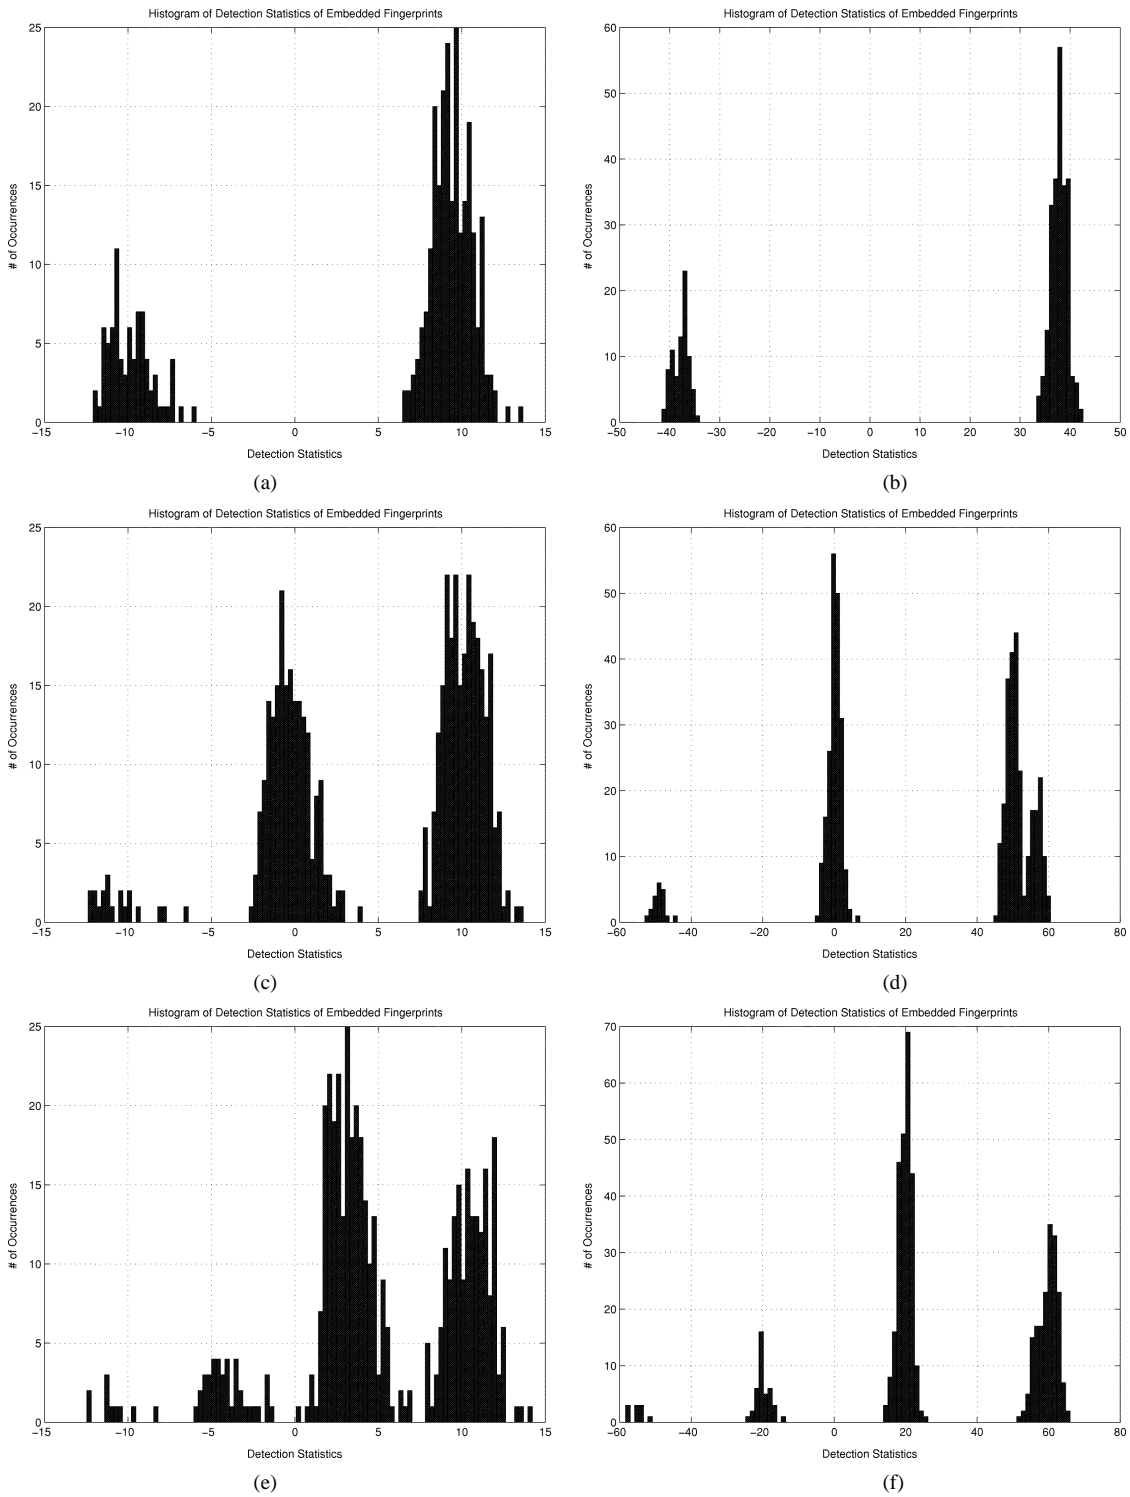 Histogram of Detection Statistics of Embedded Fingerprints
25
20
15
10
5
0
# of Occurrences
−15 −10 −5 0 5 10 15
Detection Statistics
(a)
Histogram of Detection Statistics of Embedded Fingerprints
60
50
40
30
20
10
0
# of Occurrences
−50 −40 −30 −20 −10 0 10 20 30 40 50
Detection Statistics
(b)
Histogram of Detection Statistics of Embedded Fingerprints
25
20
15
10
5
0
# of Occurrences
−15 −10 −5 0 5 10 15
Detection Statistics
(c)
Histogram of Detection Statistics of Embedded Fingerprints
60
50
40
30
20
10
0
# of Occurrences
−60 −40 −20 0 20 40 60 80
Detection Statistics
(d)
Histogram of Detection Statistics of Embedded Fingerprints
25
20
15
10
5
0
# of Occurrences
−15 −10 −5 0 5 10 15
Detection Statistics
(e)
Histogram of Detection Statistics of Embedded Fingerprints
70
60
50
40
30
20
10
0
# of Occurrences
−60 −40 −20 0 20 40 60 80
Detection Statistics
(f)